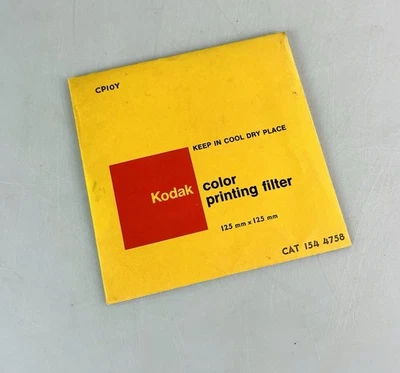 CP10Y
KEEP IN COOL DRY PLACE
Kodak
color
printing filter
125 mm x 125 mm
CAT 154 4758